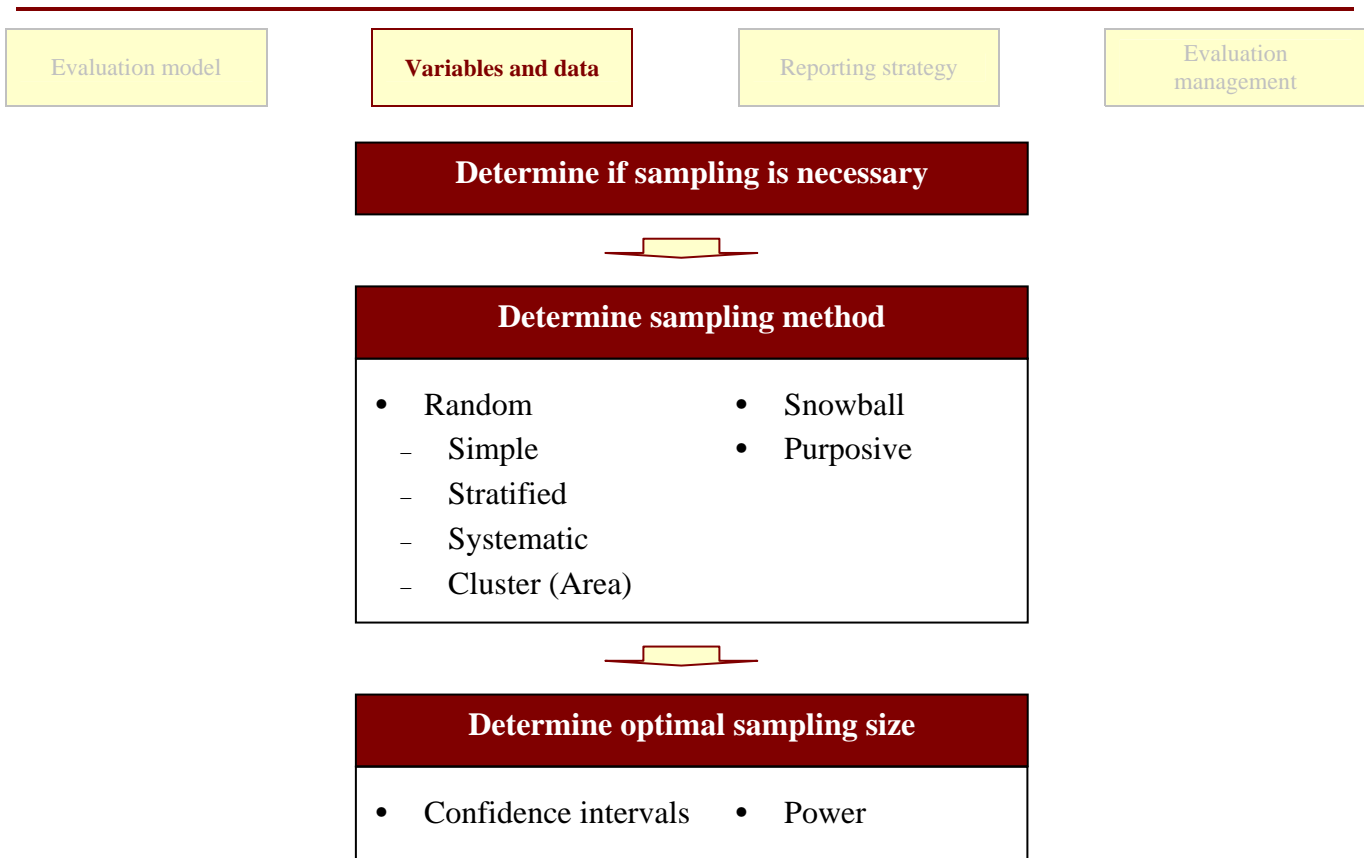 Evaluation model
Variables and data
Reporting strategy
Evaluation
management
Determine if sampling is necessary
Determine sampling method
• Random
– Simple
– Stratified
– Systematic
– Cluster (Area)
• Snowball
• Purposive
Determine optimal sampling size
• Confidence intervals
• Power